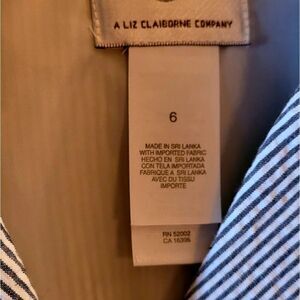 A LIZ CLAIBORNE COMPANY
6
MADE IN SRI LANKA
WITH IMPORTED FABRIC
HECHO EN SRI LANKA
CON TELA IMPORTADA
FABRIQUE A SRI LANKA
AVEC DU TISSU
IMPORTE
RN 52002
CA 16395